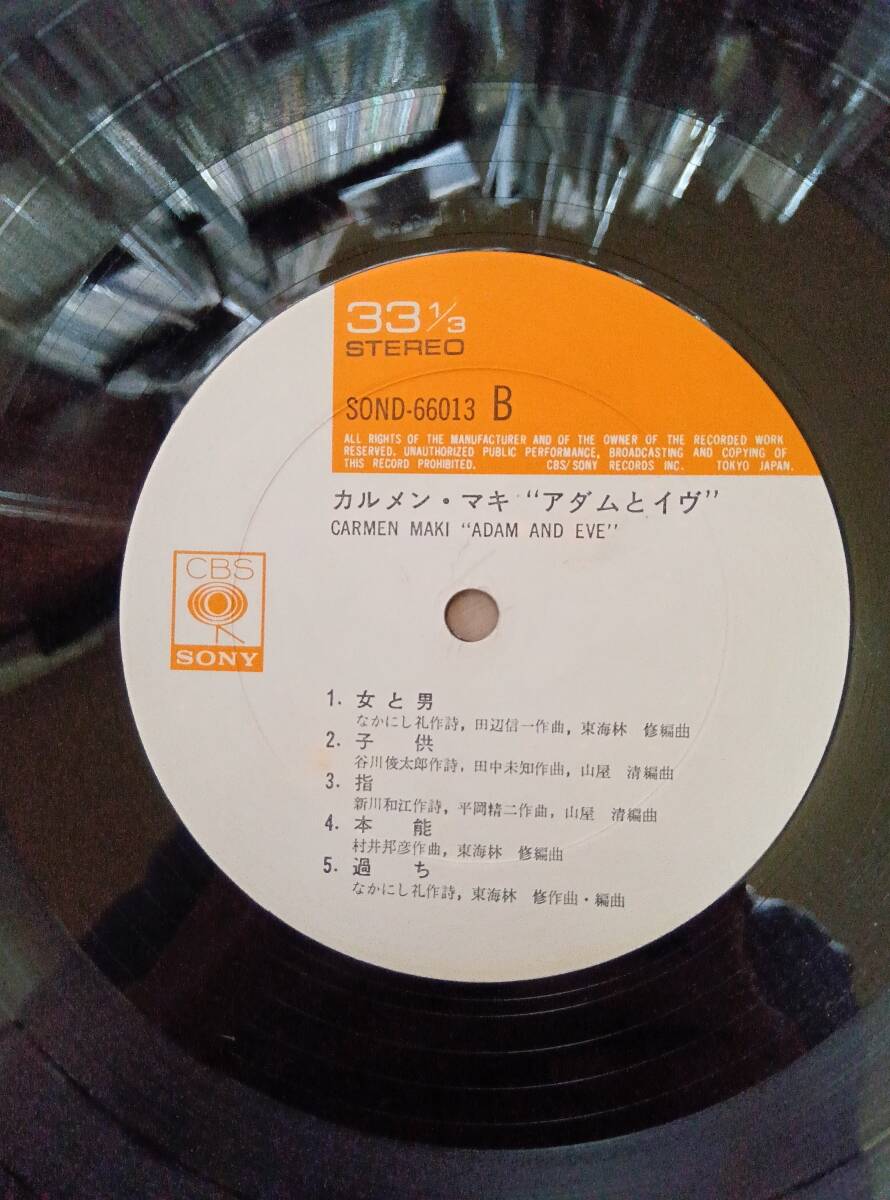 33 1/3
STEREO
SOND-66013 B
ALL RIGHTS OF THE MANUFACTURER AND OF THE OWNER OF THE RECORDED WORK
RESERVED. UNAUTHORIZED PUBLIC PERFORMANCE, BROADCASTING AND COPYING OF
THIS RECORD PROHIBITED. CBS/SONY RECORDS INC. TOKYO JAPAN.
カルメン・マキ “アダムとイヴ”
CARMEN MAKI “ADAM AND EVE”
CBS
SONY
1. 女と男
なかにし礼作詩, 田辺信一作曲, 東海林 修編曲
2. 子 供
谷川俊太郎作詩, 田中未知作曲, 山屋 清編曲
3. 指
新川和江作詩, 平岡精二作曲, 山屋 清編曲
4. 本 能
村井邦彦作曲, 東海林 修編曲
5. 過 ち
なかにし礼作詩, 東海林 修作曲・編曲